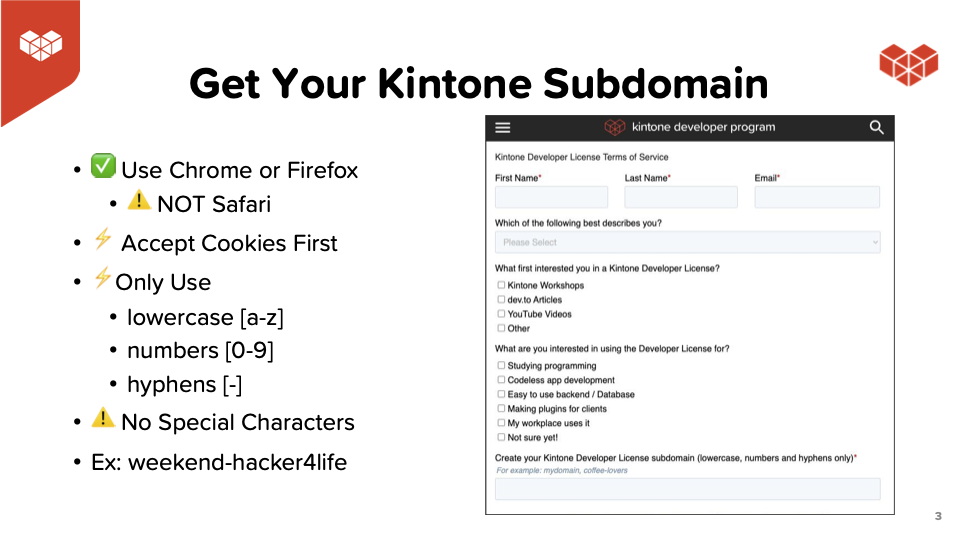 Get Your Kintone Subdomain
• ✅ Use Chrome or Firefox
• ⚠️ NOT Safari
• ⚡ Accept Cookies First
• ⚡Only Use
• lowercase [a-z]
• numbers [0-9]
• hyphens [-]
• ⚠️ No Special Characters
• Ex: weekend-hacker4life
kintone developer program
Kintone Developer License Terms of Service
First Name* Last Name* Email*
Which of the following best describes you?
Please Select
What first interested you in a Kintone Developer License?
Kintone Workshops
dev.to Articles
YouTube Videos
Other
What are you interested in using the Developer License for?
Studying programming
Codeless app development
Easy to use backend / Database
Making plugins for clients
My workplace uses it
Not sure yet!
Create your Kintone Developer License subdomain (lowercase, numbers and hyphens only)*
For example: mydomain, coffee-lovers
3